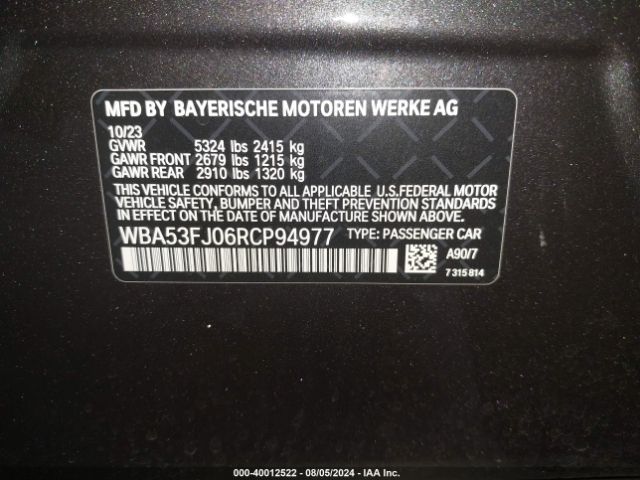 MFD BY BAYERISCHE MOTOREN WERKE AG
10/23
GVWR 5324 lbs 2415 kg
GAWR FRONT 2679 lbs 1215 kg
GAWR REAR 2910 lbs 1320 kg
THIS VEHICLE CONFORMS TO ALL APPLICABLE U.S.FEDERAL MOTOR
VEHICLE SAFETY, BUMPER AND THEFT PREVENTION STANDARDS
IN EFFECT ON THE DATE OF MANUFACTURE SHOWN ABOVE.
WBA53FJ06RCP94977 TYPE: PASSENGER CAR
A90/7
7 315 814
000-40012522 - 08/05/2024 - IAA Inc.